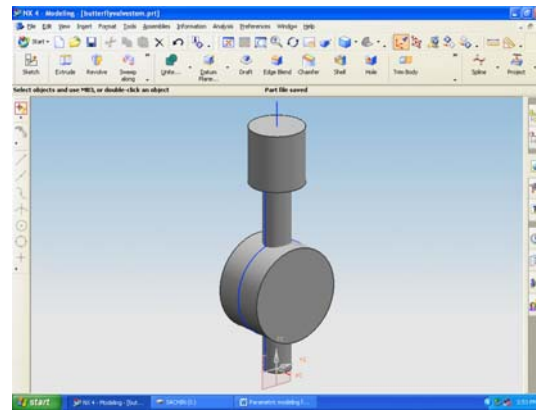 NX 4 - Modeling - [butterflyvalvestem.prt]
File Edit View Insert Format Tools Assemblies Information Analysis Preferences Window Help
Start
Sketch Extrude Revolve Sweep along Unite... Datum Plane... Draft Edge Blend Chamfer Shell Hole Trim Body Spline Project
Select objects and use MB3, or double-click an object Part file saved
start NX 4 - Modeling - [but... SACHIN (I:) Parametric modeling f...